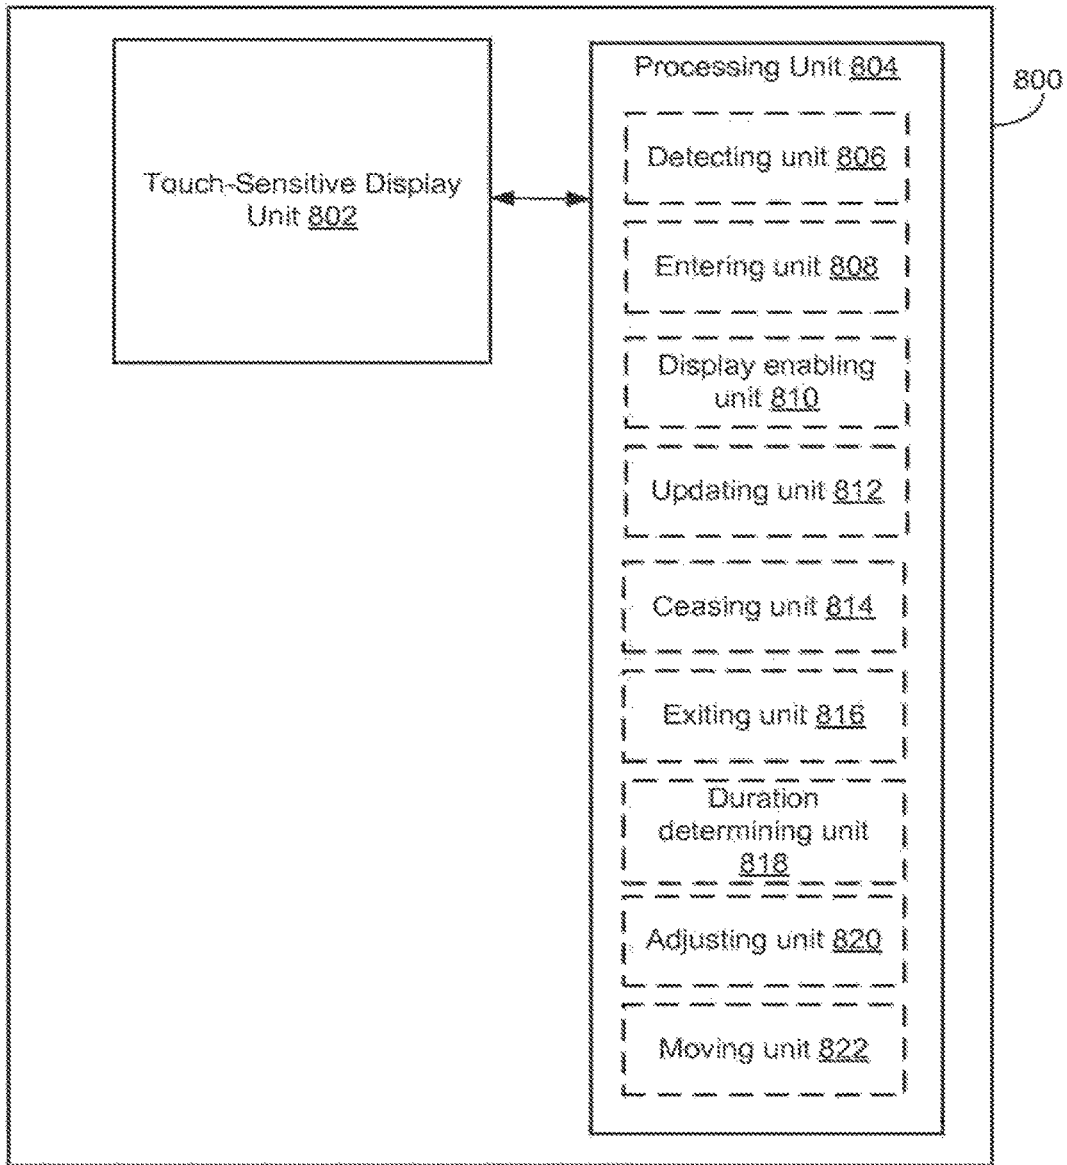 Processing Unit 804
800
Touch-Sensitive Display
Unit 802
Detecting unit 806
Entering unit 808
Display enabling
unit 810
Updating unit 812
Ceasing unit 814
Exiting unit 816
Duration
determining unit
818
Adjusting unit 820
Moving unit 822